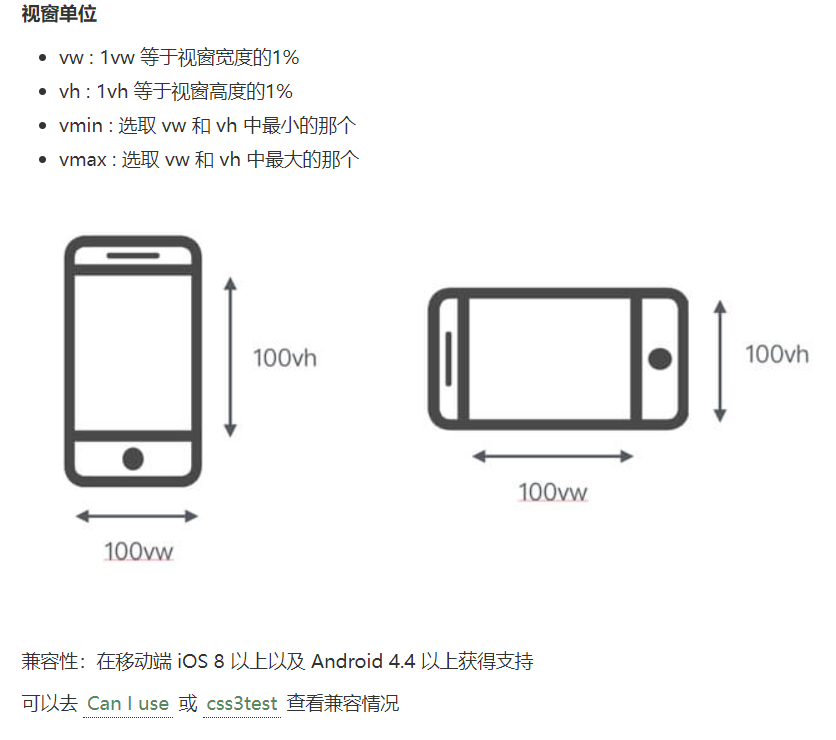 视窗单位
vw : 1vw 等于视窗宽度的1%
vh : 1vh 等于视窗高度的1%
vmin : 选取 vw 和 vh 中最小的那个
vmax : 选取 vw 和 vh 中最大的那个
100vh
100vw
100vh
100vw
兼容性：在移动端 iOS 8 以上以及 Android 4.4 以上获得支持
可以去 Can I use 或 css3test 查看兼容情况